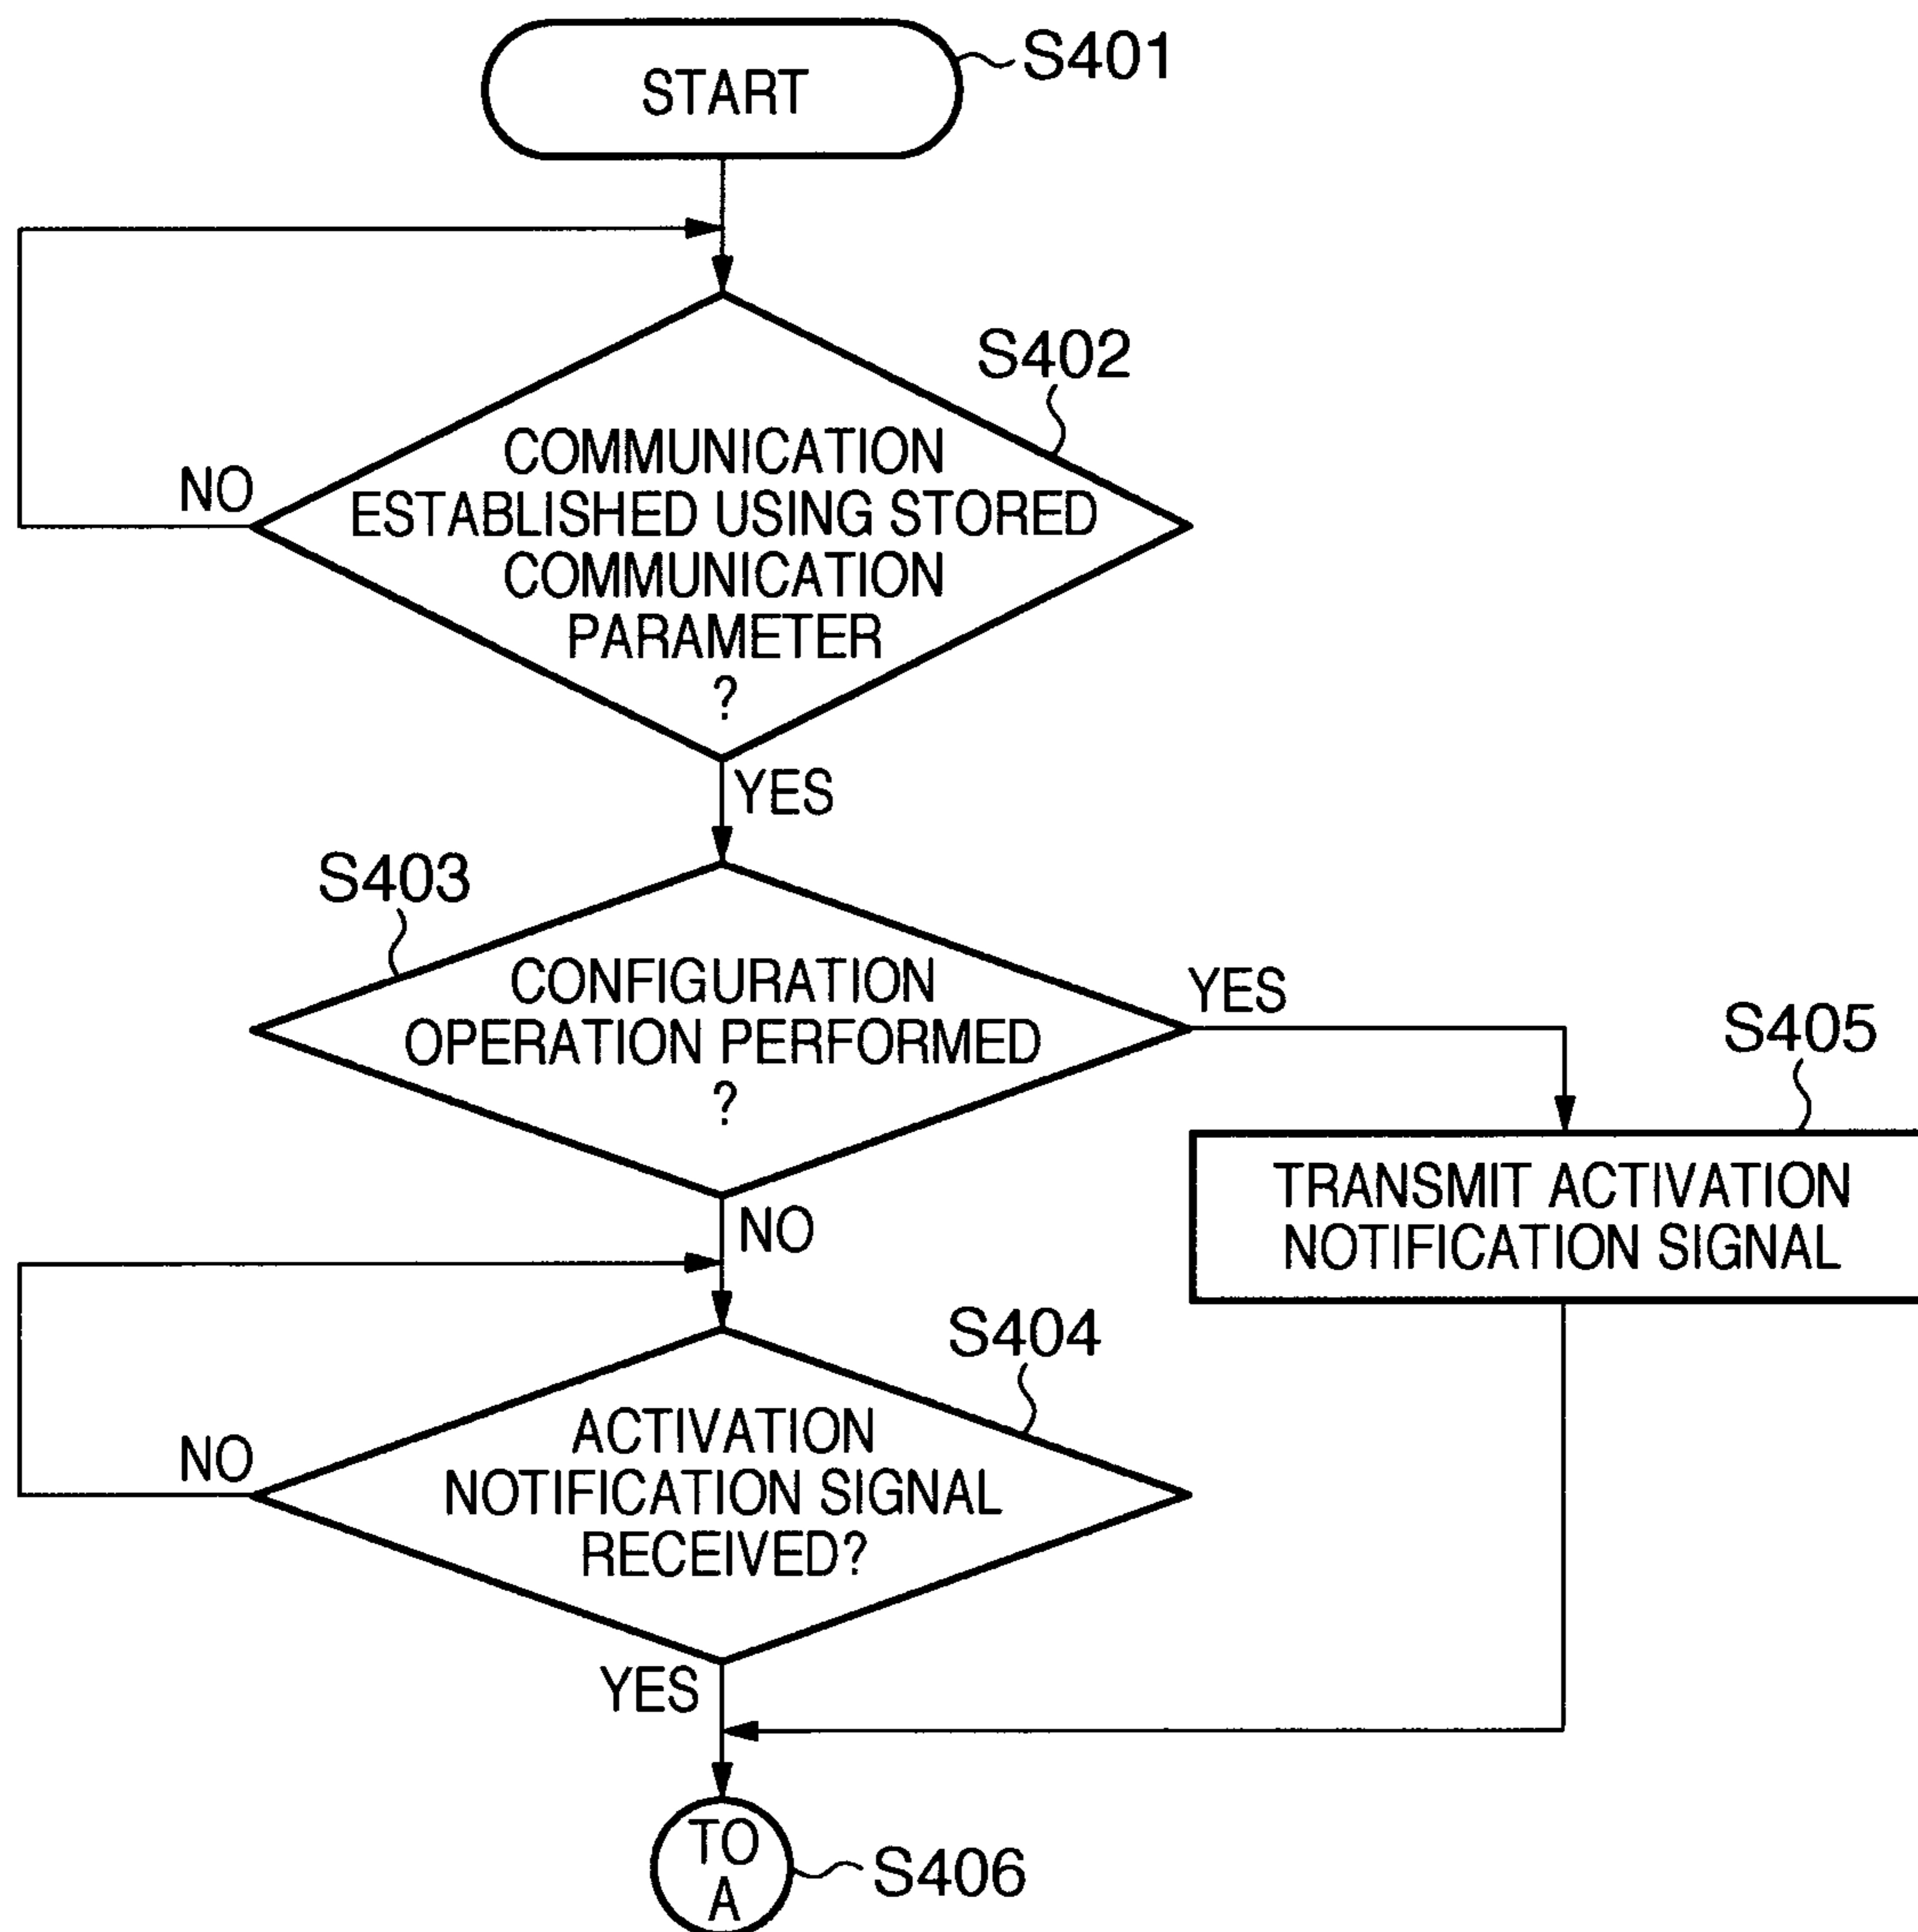 START
S401
S402
COMMUNICATION
ESTABLISHED USING STORED
COMMUNICATION
PARAMETER
?
NO
YES
S403
CONFIGURATION
OPERATION PERFORMED
?
YES
S405
TRANSMIT ACTIVATION
NOTIFICATION SIGNAL
NO
S404
ACTIVATION
NOTIFICATION SIGNAL
RECEIVED?
NO
YES
TO
A
S406